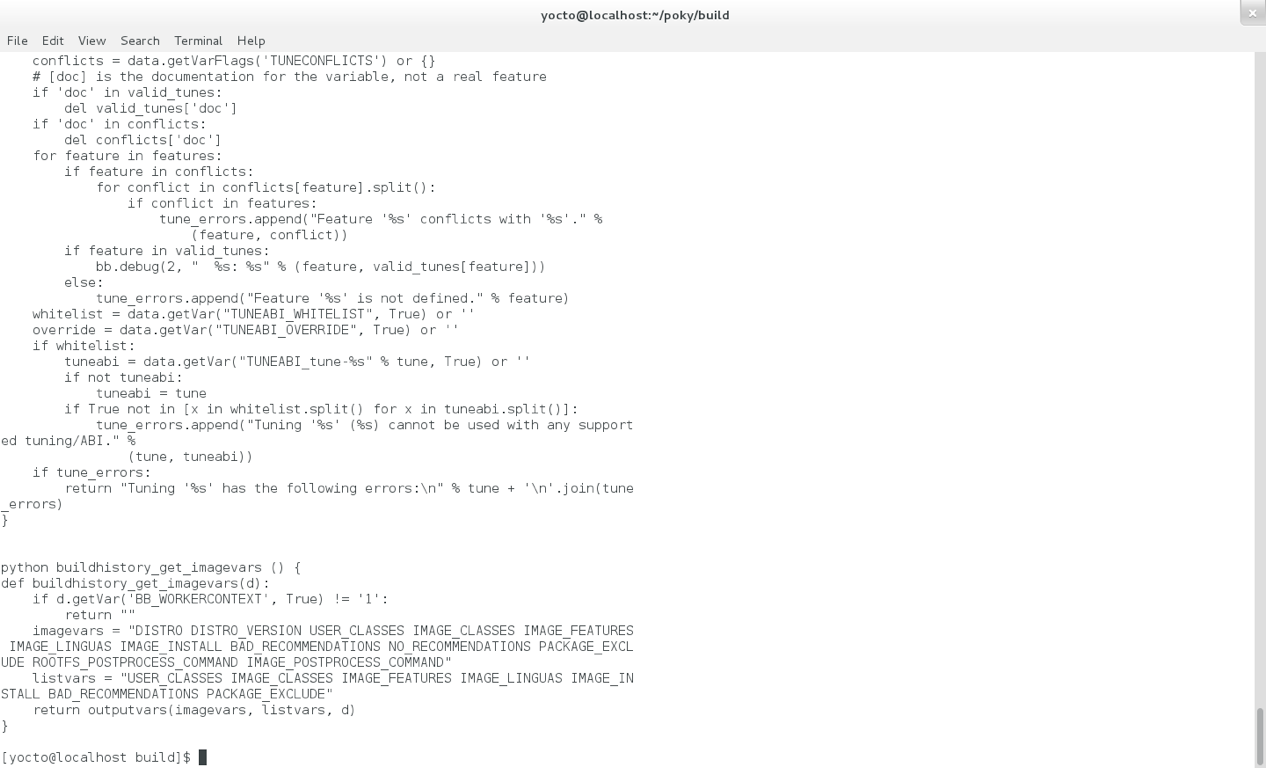 yocto@localhost:~/poky/build
File Edit View Search Terminal Help
    conflicts = data.getVarFlags('TUNECONFLICTS') or {}
    # [doc] is the documentation for the variable, not a real feature
    if 'doc' in valid_tunes:
        del valid_tunes['doc']
    if 'doc' in conflicts:
        del conflicts['doc']
    for feature in features:
        if feature in conflicts:
            for conflict in conflicts[feature].split():
                if conflict in features:
                    tune_errors.append("Feature '%s' conflicts with '%s'." %
                        (feature, conflict))
        if feature in valid_tunes:
            bb.debug(2, "  %s: %s" % (feature, valid_tunes[feature]))
        else:
            tune_errors.append("Feature '%s' is not defined." % feature)
    whitelist = data.getVar("TUNEABI_WHITELIST", True) or ''
    override = data.getVar("TUNEABI_OVERRIDE", True) or ''
    if whitelist:
        tuneabi = data.getVar("TUNEABI_tune-%s" % tune, True) or ''
        if not tuneabi:
            tuneabi = tune
        if True not in [x in whitelist.split() for x in tuneabi.split()]:
            tune_errors.append("Tuning '%s' (%s) cannot be used with any support
ed tuning/ABI." %
                (tune, tuneabi))
    if tune_errors:
        return "Tuning '%s' has the following errors:\n" % tune + '\n'.join(tune
_errors)
}
python buildhistory_get_imagevars () {
def buildhistory_get_imagevars(d):
    if d.getVar('BB_WORKERCONTEXT', True) != '1':
        return ""
    imagevars = "DISTRO DISTRO_VERSION USER_CLASSES IMAGE_CLASSES IMAGE_FEATURES
 IMAGE_LINGUAS IMAGE_INSTALL BAD_RECOMMENDATIONS NO_RECOMMENDATIONS PACKAGE_EXCL
UDE ROOTFS_POSTPROCESS_COMMAND IMAGE_POSTPROCESS_COMMAND"
    listvars = "USER_CLASSES IMAGE_CLASSES IMAGE_FEATURES IMAGE_LINGUAS IMAGE_IN
STALL BAD_RECOMMENDATIONS PACKAGE_EXCLUDE"
    return outputvars(imagevars, listvars, d)
}
[yocto@localhost build]$